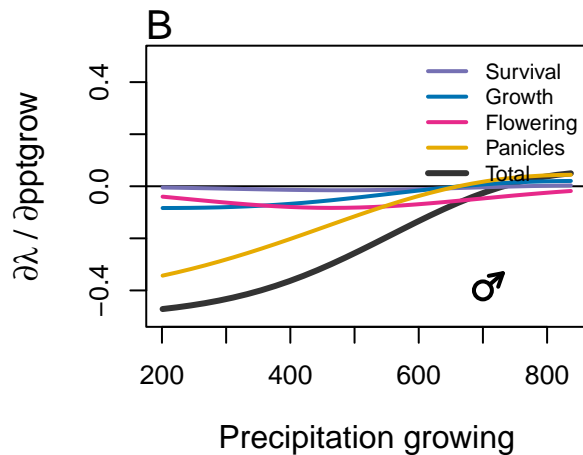 B
∂λ / ∂pptgrow
0.4
0.0
−0.4
Survival
Growth
Flowering
Panicles
Total
♂
200 400 600 800
Precipitation growing